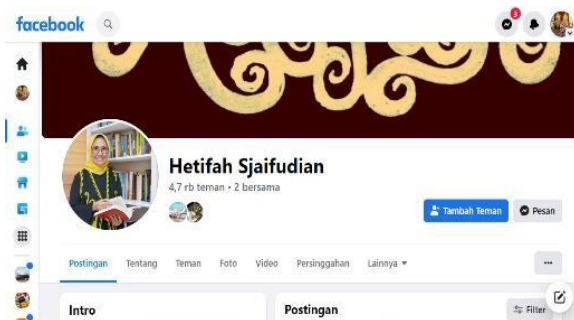 facebook
3
Hetifah Sjaifudian
4,7 rb teman • 2 bersama
Tambah Teman
Pesan
Postingan
Tentang
Teman
Foto
Video
Persinggahan
Lainnya
Intro
Postingan
Filter